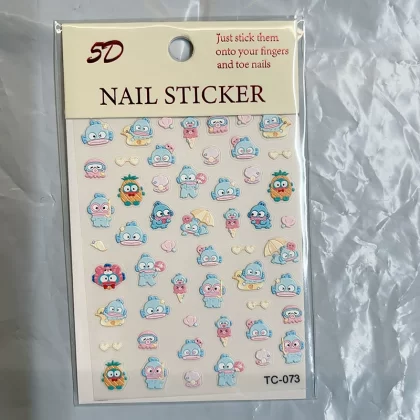 5D
Just stick them
onto your fingers
and toe nails
NAIL STICKER
TC-073